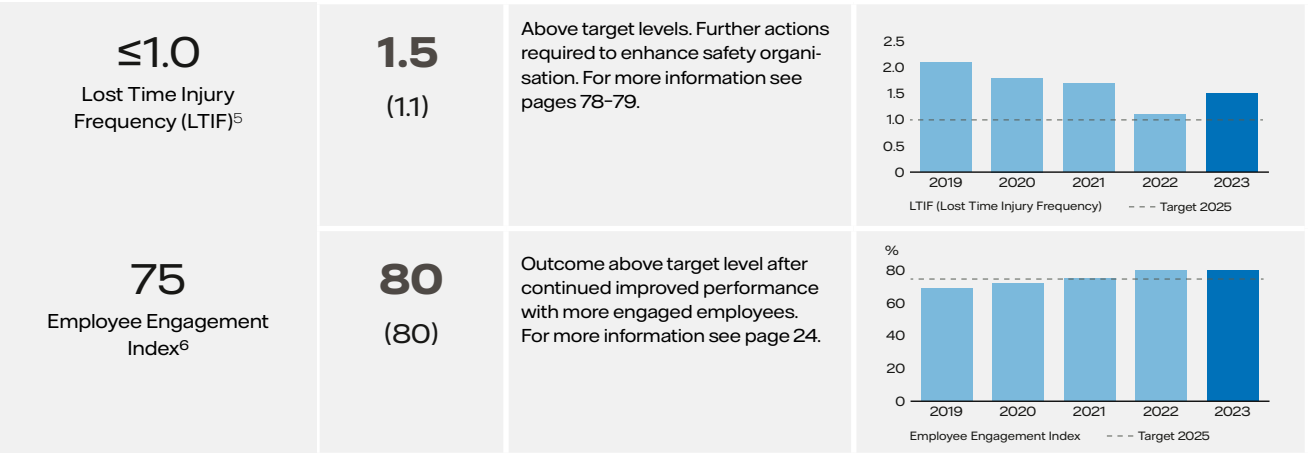 ≤1.0
Lost Time Injury
Frequency (LTIF)5
1.5
(1.1)
Above target levels. Further actions
required to enhance safety organi-
sation. For more information see
pages 78–79.
2.5
2.0
1.5
1.0
0.5
0
2019 2020 2021 2022 2023
LTIF (Lost Time Injury Frequency) Target 2025
75
Employee Engagement
Index6
80
(80)
Outcome above target level after
continued improved performance
with more engaged employees.
For more information see page 24.
%
80
60
40
20
0
2019 2020 2021 2022 2023
Employee Engagement Index Target 2025